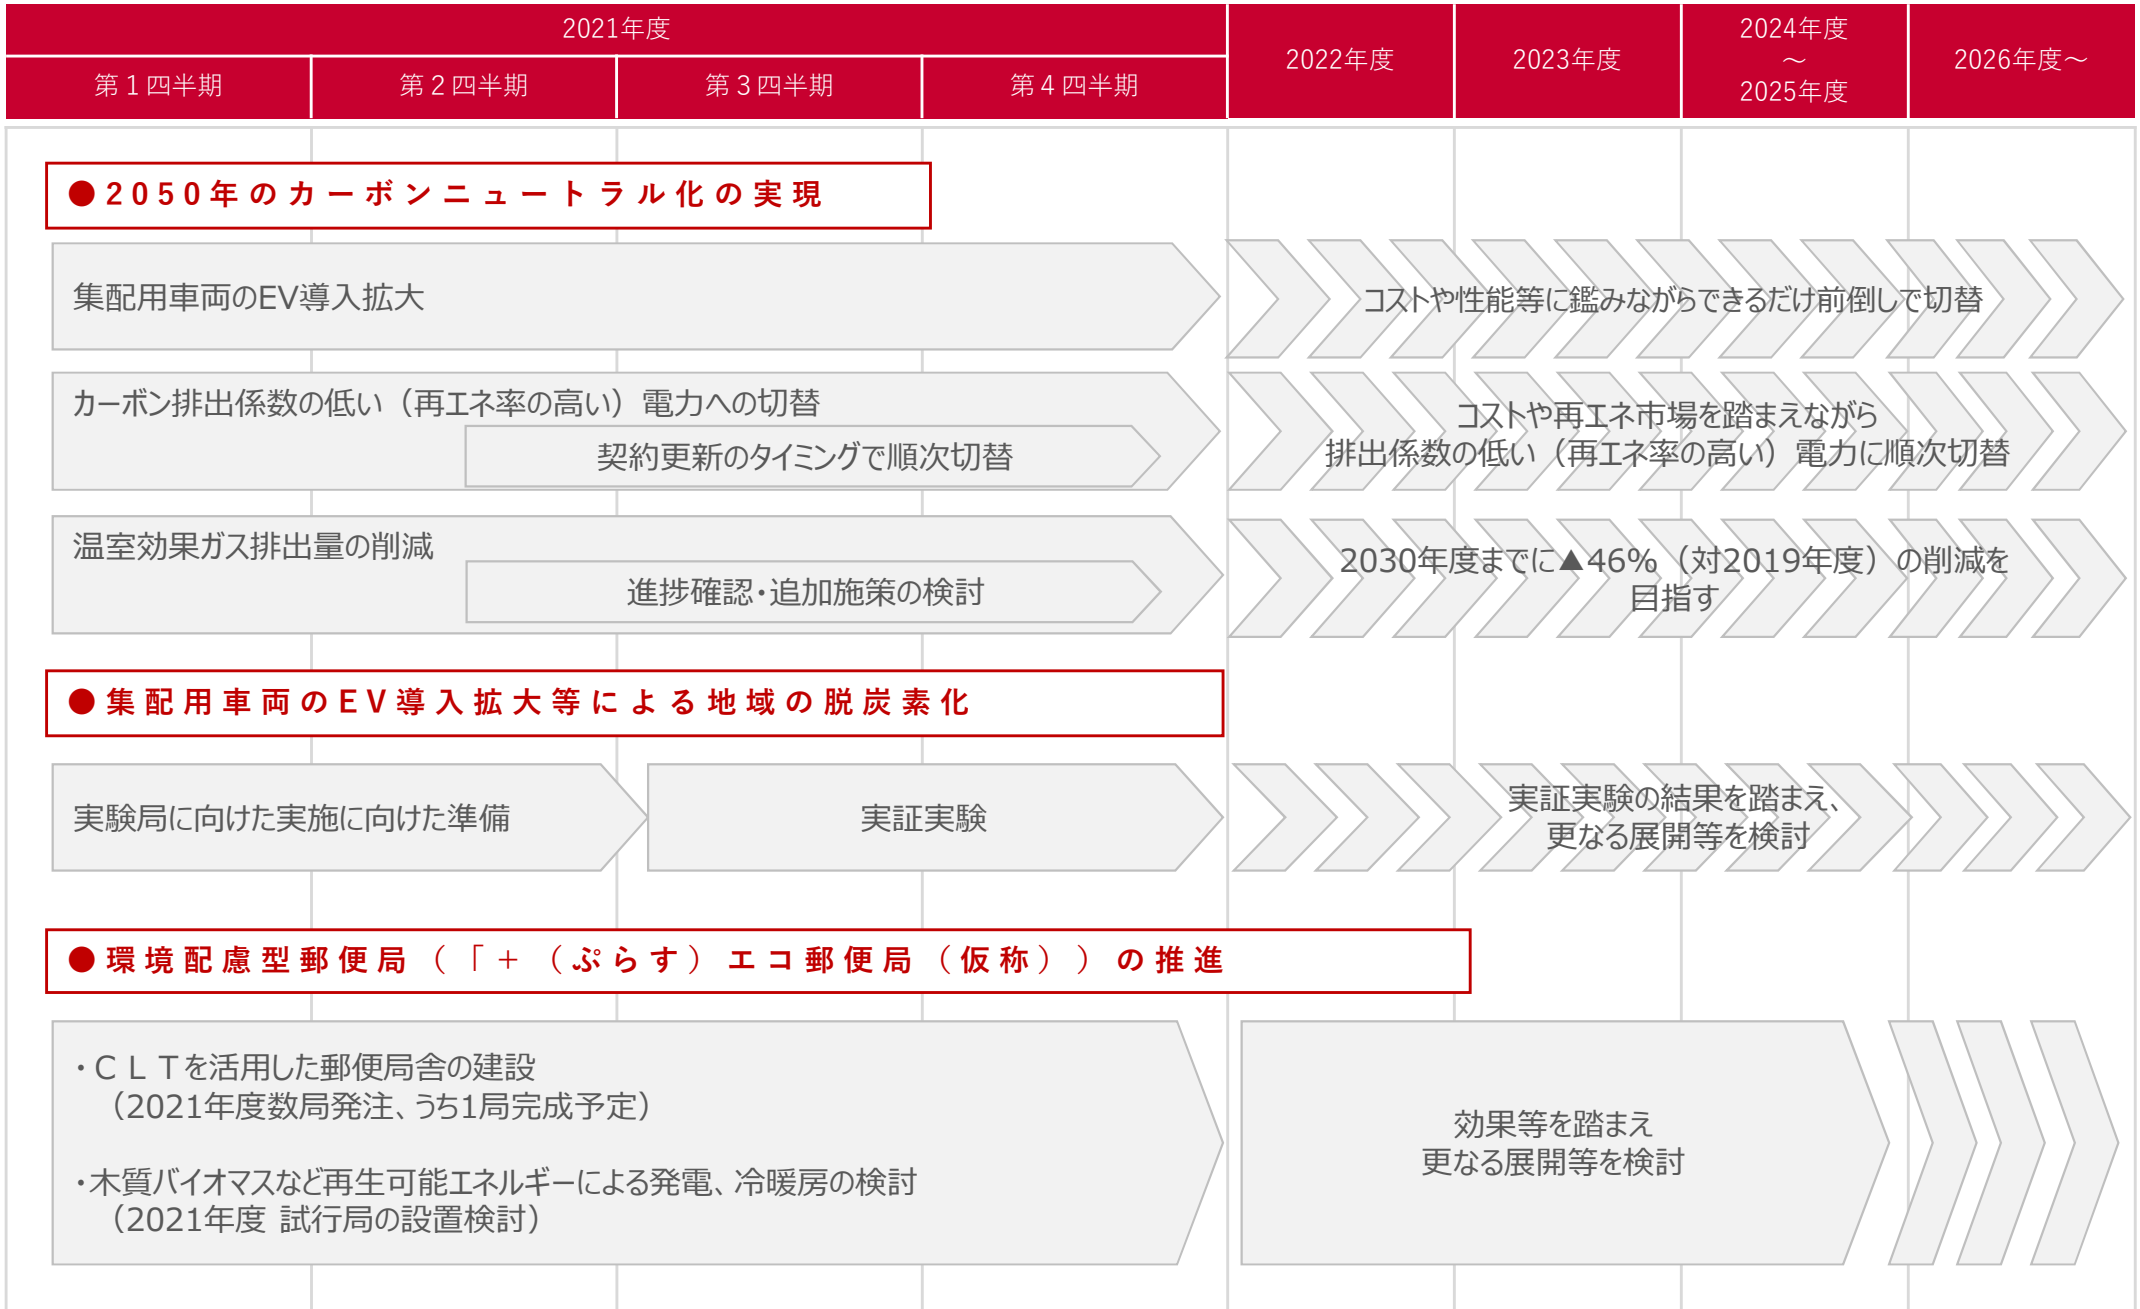 2021年度
2022年度
2023年度
2024年度
～
2025年度
2026年度～
第１四半期
第２四半期
第３四半期
第４四半期
●2050年のカーボンニュートラル化の実現
集配用車両のEV導入拡大
コストや性能等に鑑みながらできるだけ前倒しで切替
カーボン排出係数の低い（再エネ率の高い）電力への切替
契約更新のタイミングで順次切替
コストや再エネ市場を踏まえながら
排出係数の低い（再エネ率の高い）電力に順次切替
温室効果ガス排出量の削減
進捗確認・追加施策の検討
2030年度までに▲46%（対2019年度）の削減を
目指す
●集配用車両のEV導入拡大等による地域の脱炭素化
実験局に向けた実施に向けた準備
実証実験
実証実験の結果を踏まえ、
更なる展開等を検討
●環境配慮型郵便局（「＋（ぷらす）エコ郵便局（仮称））の推進
・ＣＬＴを活用した郵便局舎の建設
（2021年度数局発注、うち1局完成予定）
・木質バイオマスなど再生可能エネルギーによる発電、冷暖房の検討
（2021年度 試行局の設置検討）
効果等を踏まえ
更なる展開等を検討